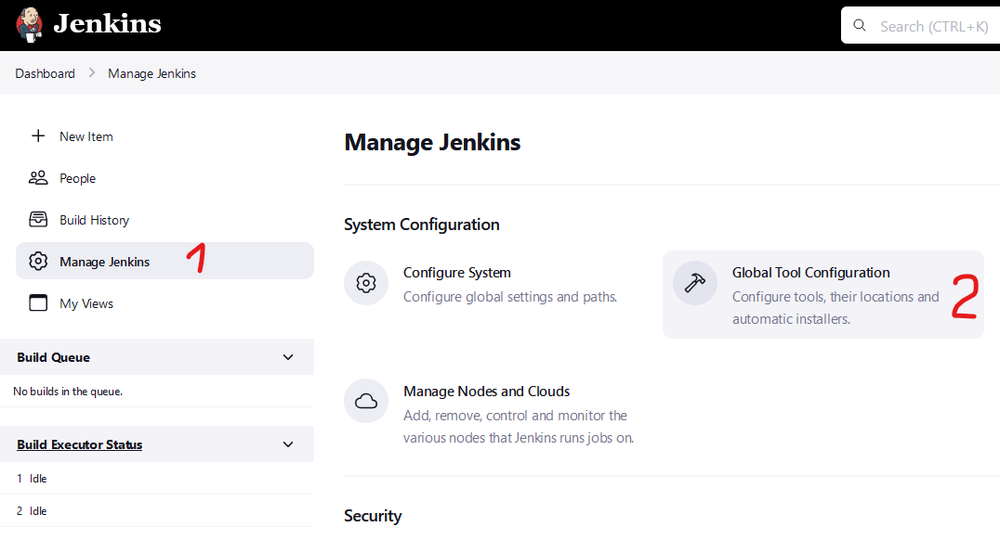 Jenkins
Search (CTRL+K)
Dashboard
Manage Jenkins
New Item
People
Build History
Manage Jenkins
1
My Views
Build Queue
No builds in the queue.
Build Executor Status
1 Idle
2 Idle
Manage Jenkins
System Configuration
Configure System
Configure global settings and paths.
Global Tool Configuration
Configure tools, their locations and
automatic installers.
2
Manage Nodes and Clouds
Add, remove, control and monitor the
various nodes that Jenkins runs jobs on.
Security